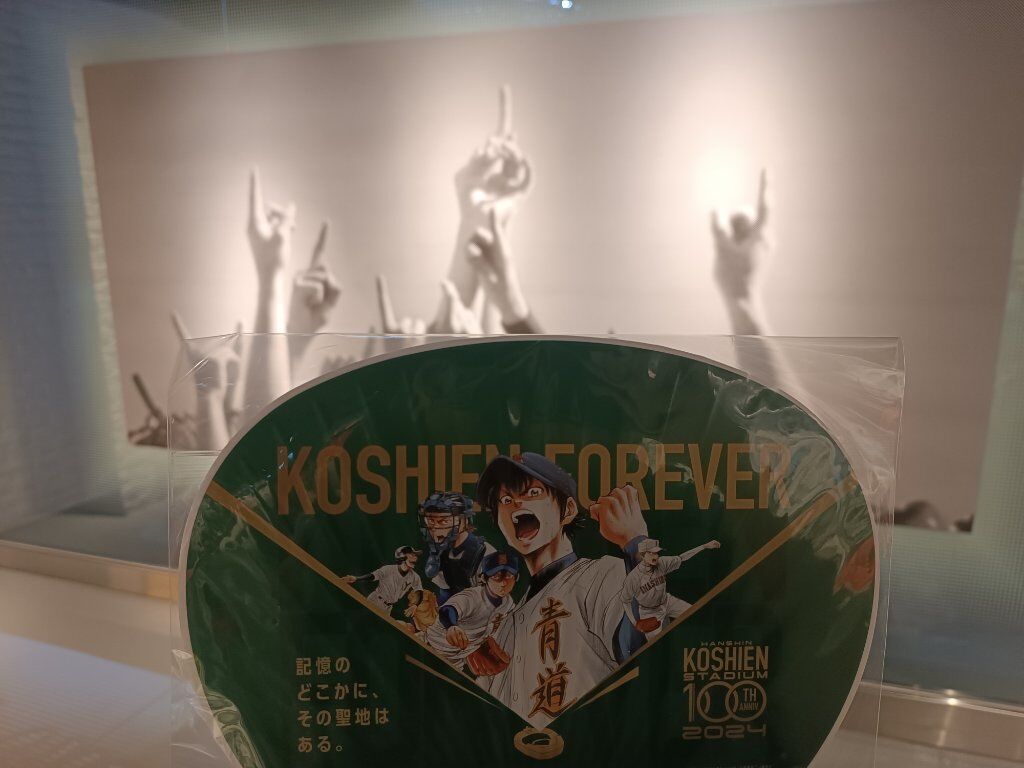 KOSHIEN FOREVER
青道
記憶の
どこかに、
その聖地は
ある。
HANSHIN
KOSHIEN
STADIUM
100TH
ANNIV
2024